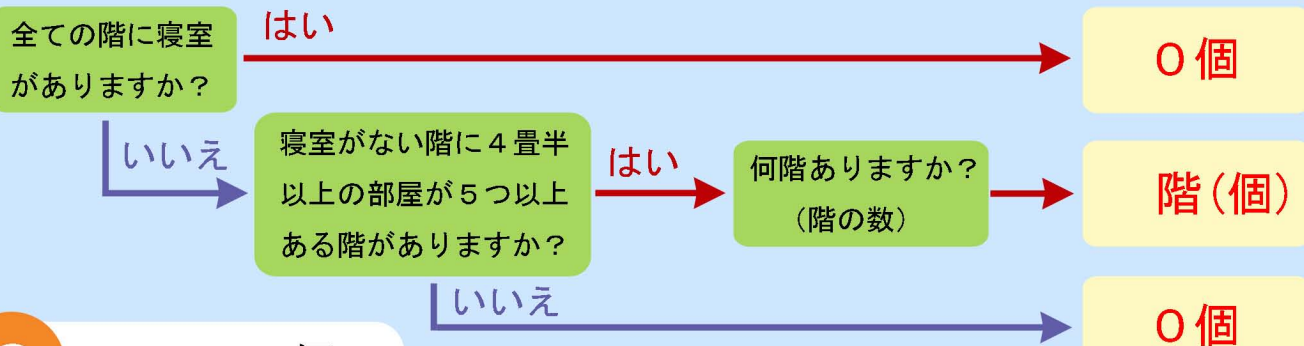 全ての階に寝室
がありますか？
はい
０個
いいえ
寝室がない階に４畳半
以上の部屋が５つ以上
ある階がありますか？
はい
何階ありますか？
（階の数）
階（個）
いいえ
０個